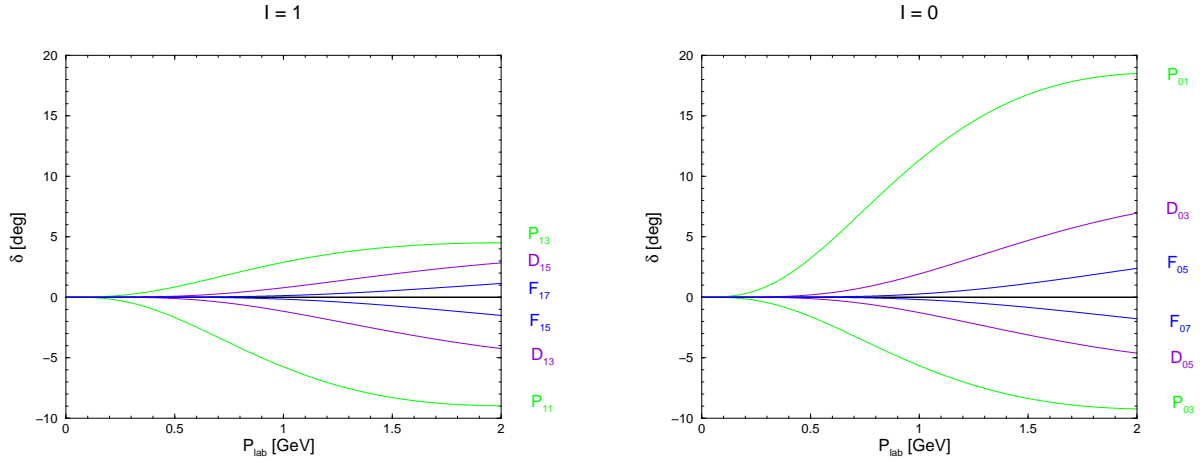 I = 1
20
15
10
5
0
−5
−10
δ [deg]
0
0.5
1
1.5
2
P_lab [GeV]
P_13
D_15
F_17
F_15
D_13
P_11
I = 0
20
15
10
5
0
−5
−10
δ [deg]
0
0.5
1
1.5
2
P_lab [GeV]
P_01
D_03
F_05
F_07
D_05
P_03